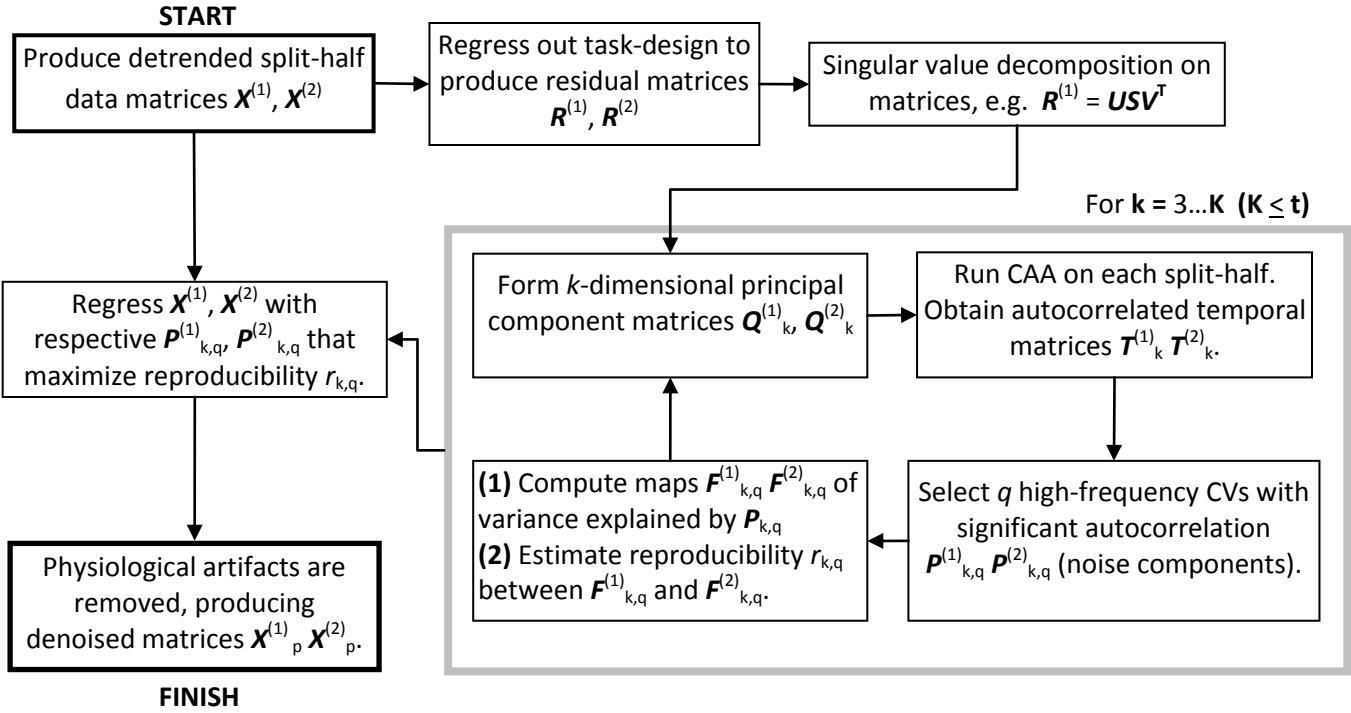 START
Produce detrended split-half
data matrices X⁽¹⁾, X⁽²⁾
Regress out task-design to
produce residual matrices
R⁽¹⁾, R⁽²⁾
Singular value decomposition on
matrices, e.g. R⁽¹⁾ = USVᵀ
For k = 3...K (K ≤ t)
Form k-dimensional principal
component matrices Q⁽¹⁾ₖ, Q⁽²⁾ₖ
Run CAA on each split-half.
Obtain autocorrelated temporal
matrices T⁽¹⁾ₖ T⁽²⁾ₖ.
Select q high-frequency CVs with
significant autocorrelation
P⁽¹⁾k,q P⁽²⁾k,q (noise components).
(1) Compute maps F⁽¹⁾k,q F⁽²⁾k,q of
variance explained by Pk,q
(2) Estimate reproducibility rk,q
between F⁽¹⁾k,q and F⁽²⁾k,q.
Regress X⁽¹⁾, X⁽²⁾ with
respective P⁽¹⁾k,q, P⁽²⁾k,q that
maximize reproducibility rk,q.
Physiological artifacts are
removed, producing
denoised matrices X⁽¹⁾p X⁽²⁾p.
FINISH